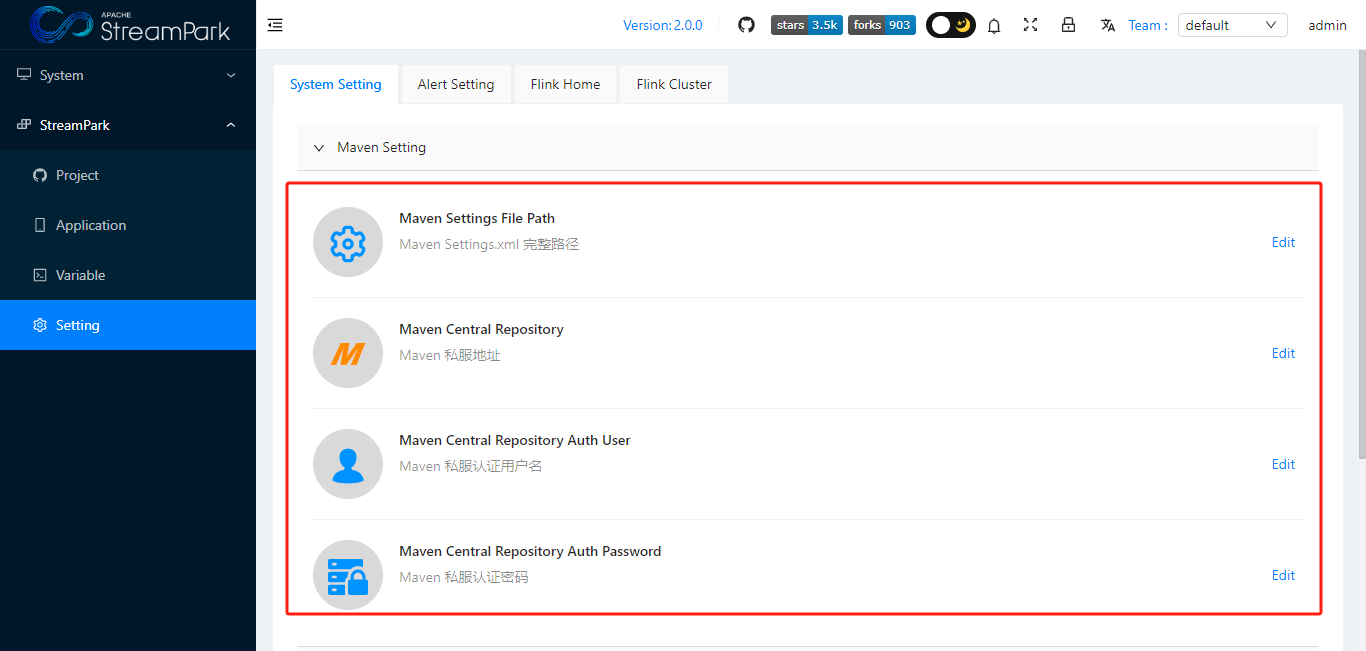 APACHE
StreamPark
Version:2.0.0
stars 3.5k
forks 903
Team :
default
admin
System
StreamPark
Project
Application
Variable
Setting
System Setting
Alert Setting
Flink Home
Flink Cluster
Maven Setting
Maven Settings File Path
Maven Settings.xml 完整路径
Edit
Maven Central Repository
Maven 私服地址
Edit
Maven Central Repository Auth User
Maven 私服认证用户名
Edit
Maven Central Repository Auth Password
Maven 私服认证密码
Edit